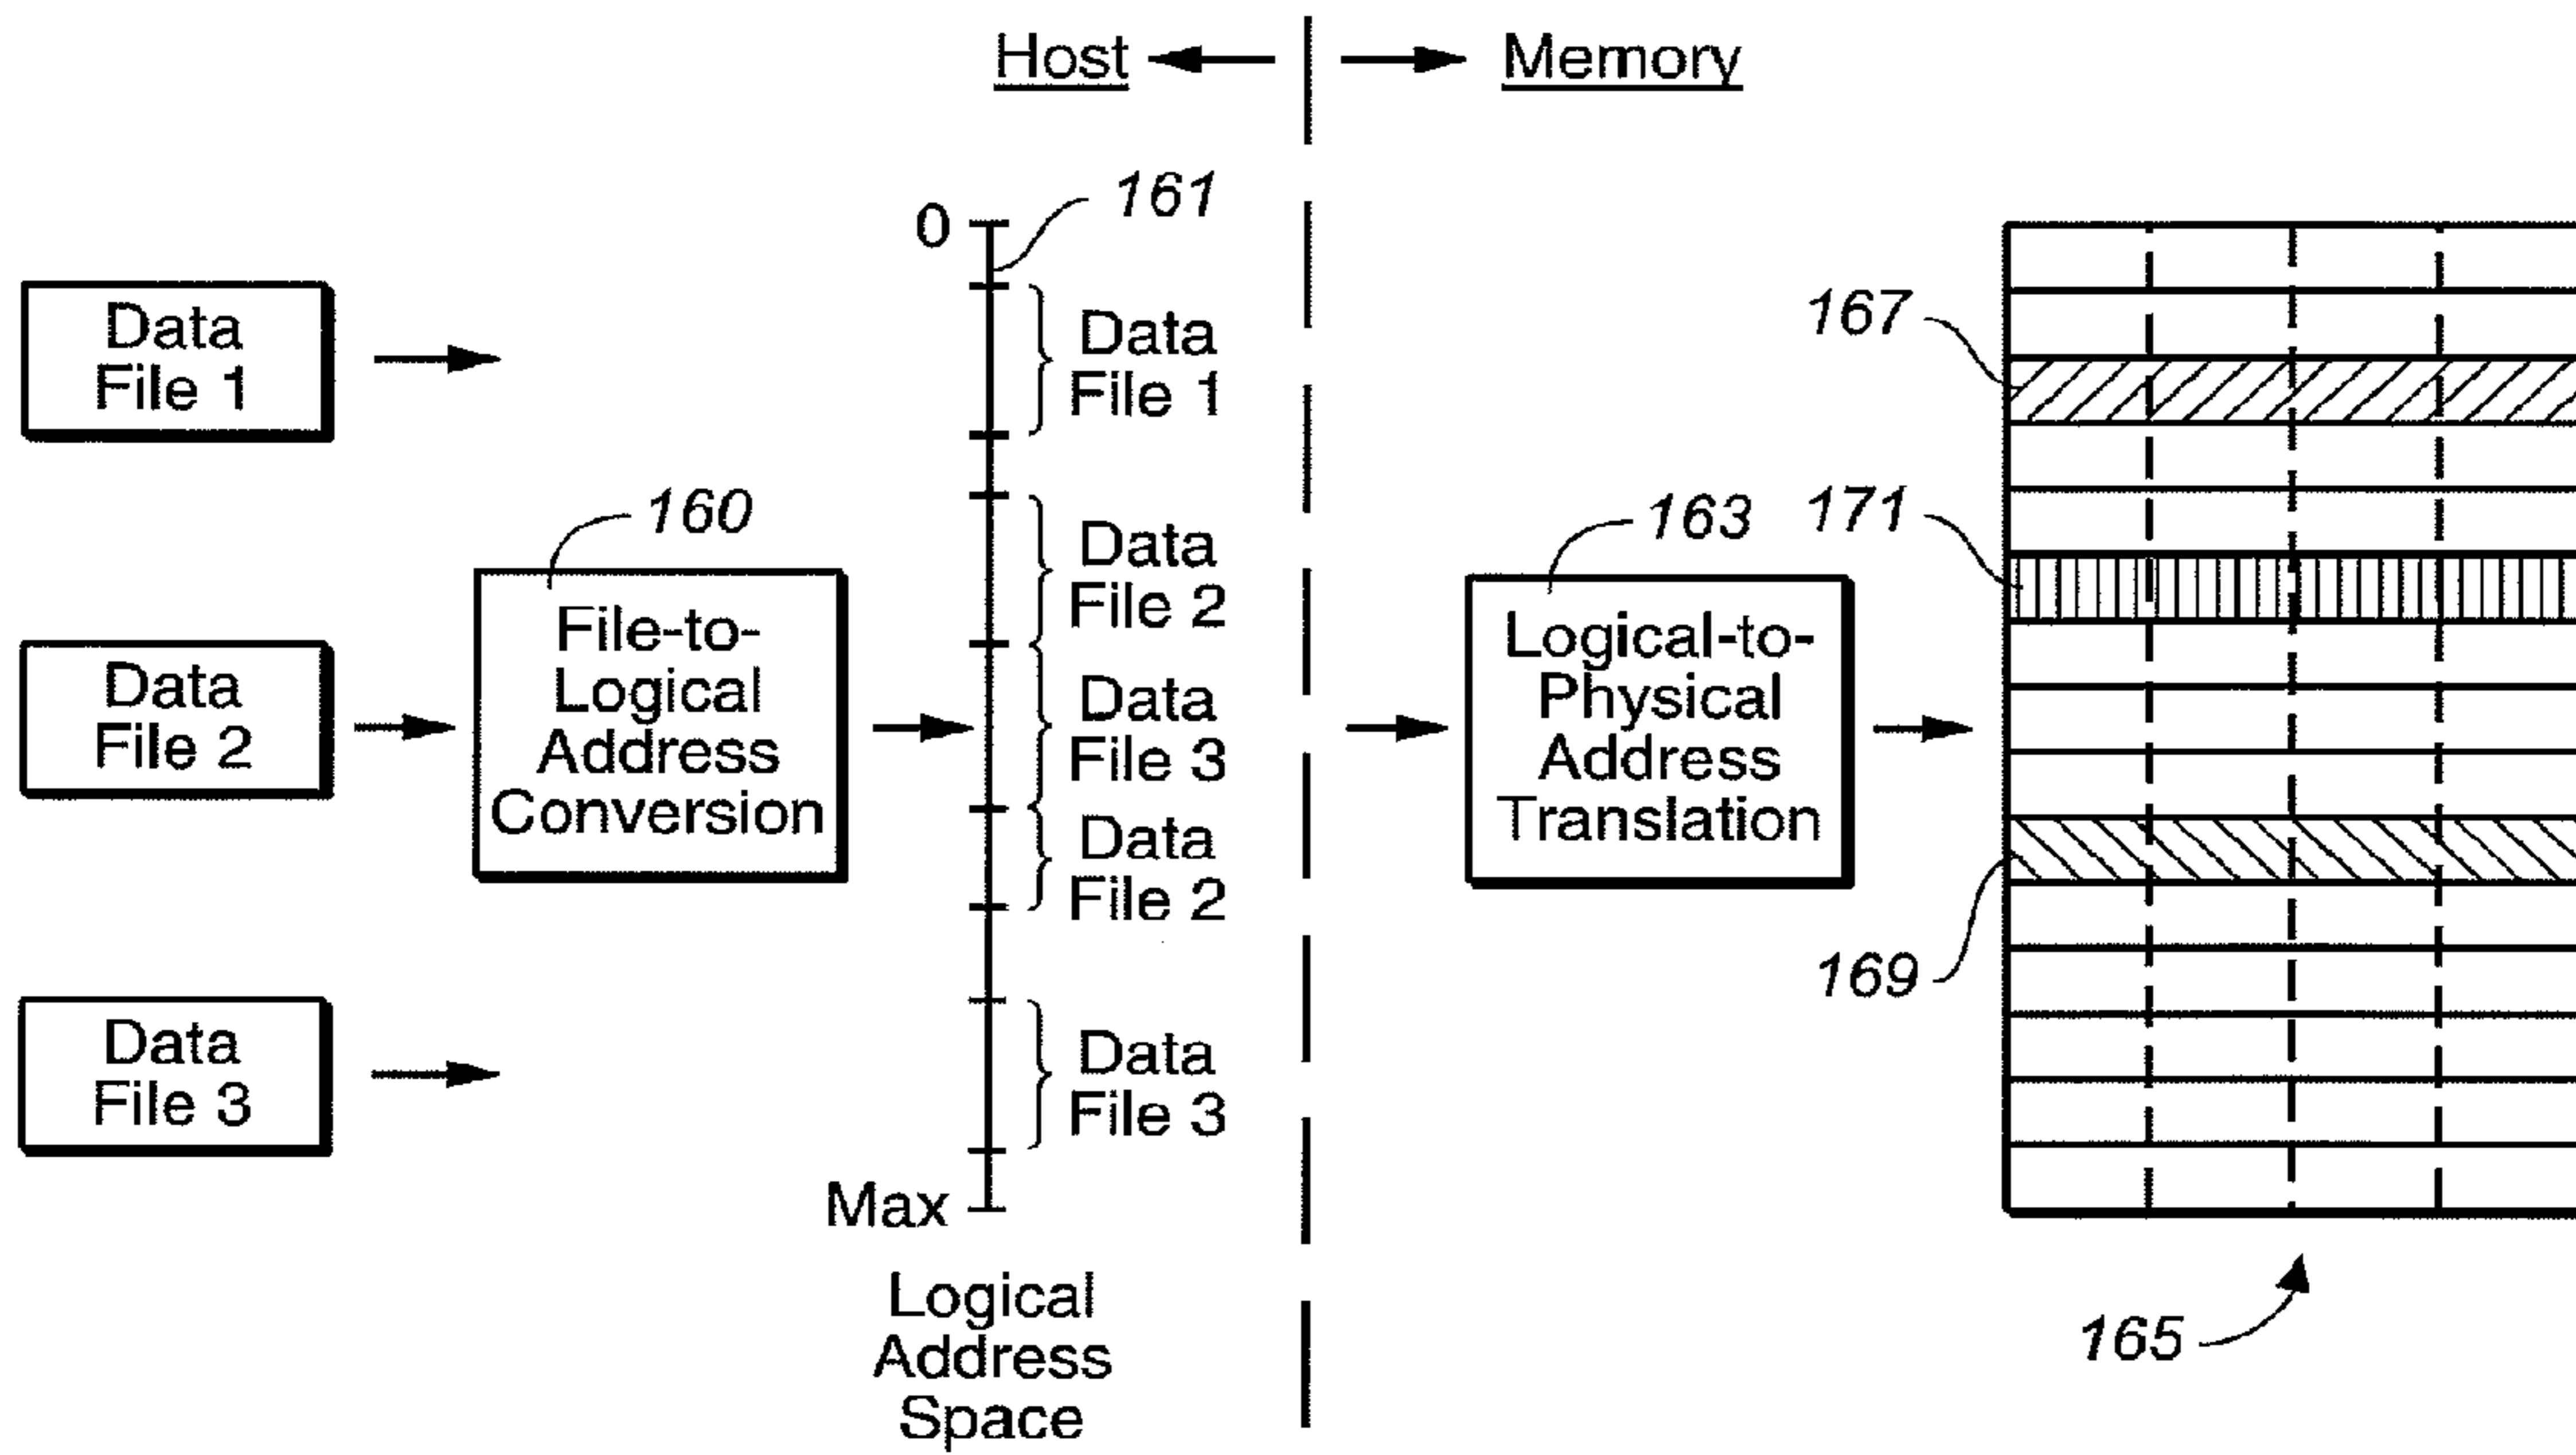 Host
Memory
161
0
Data
File 1
Data
File 1
167
Data
File 2
160
163
171
File-to-
Logical
Address
Conversion
Data
File 2
Data
File 3
Logical-to-
Physical
Address
Translation
Data
File 2
169
Data
File 3
Data
File 3
Max
Logical
Address
Space
165